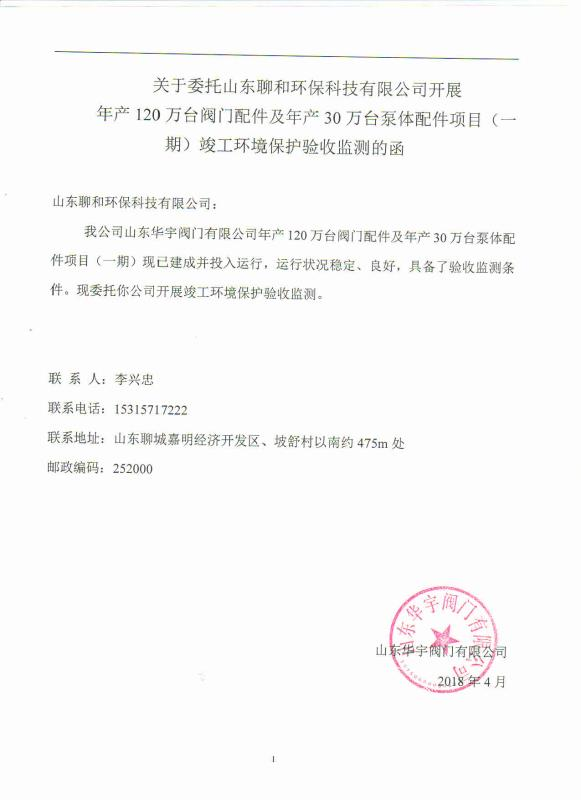 关于委托山东聊和环保科技有限公司开展
年产 120 万台阀门配件及年产 30 万台泵体配件项目（一
期）竣工环境保护验收监测的函
山东聊和环保科技有限公司：
我公司山东华宇阀门有限公司年产 120 万台阀门配件及年产 30 万台泵体配
件项目（一期）现已建成并投入运行，运行状况稳定、良好，具备了验收监测条
件。现委托你公司开展竣工环境保护验收监测。
联 系 人：李兴忠
联系电话：15315717222
联系地址：山东聊城嘉明经济开发区、坡舒村以南约 475m 处
邮政编码：252000
山东华宇阀门有限公司
山东华宇阀门有限公司
2018 年 4 月
1